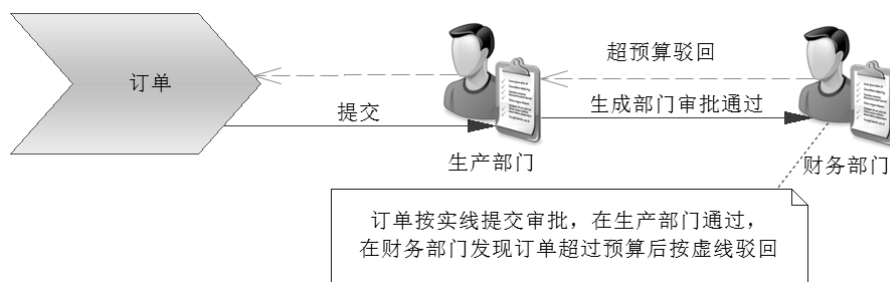 订单
超预算驳回
提交
生成部门审批通过
生产部门
财务部门
订单按实线提交审批，在生产部门通过，
在财务部门发现订单超过预算后按虚线驳回